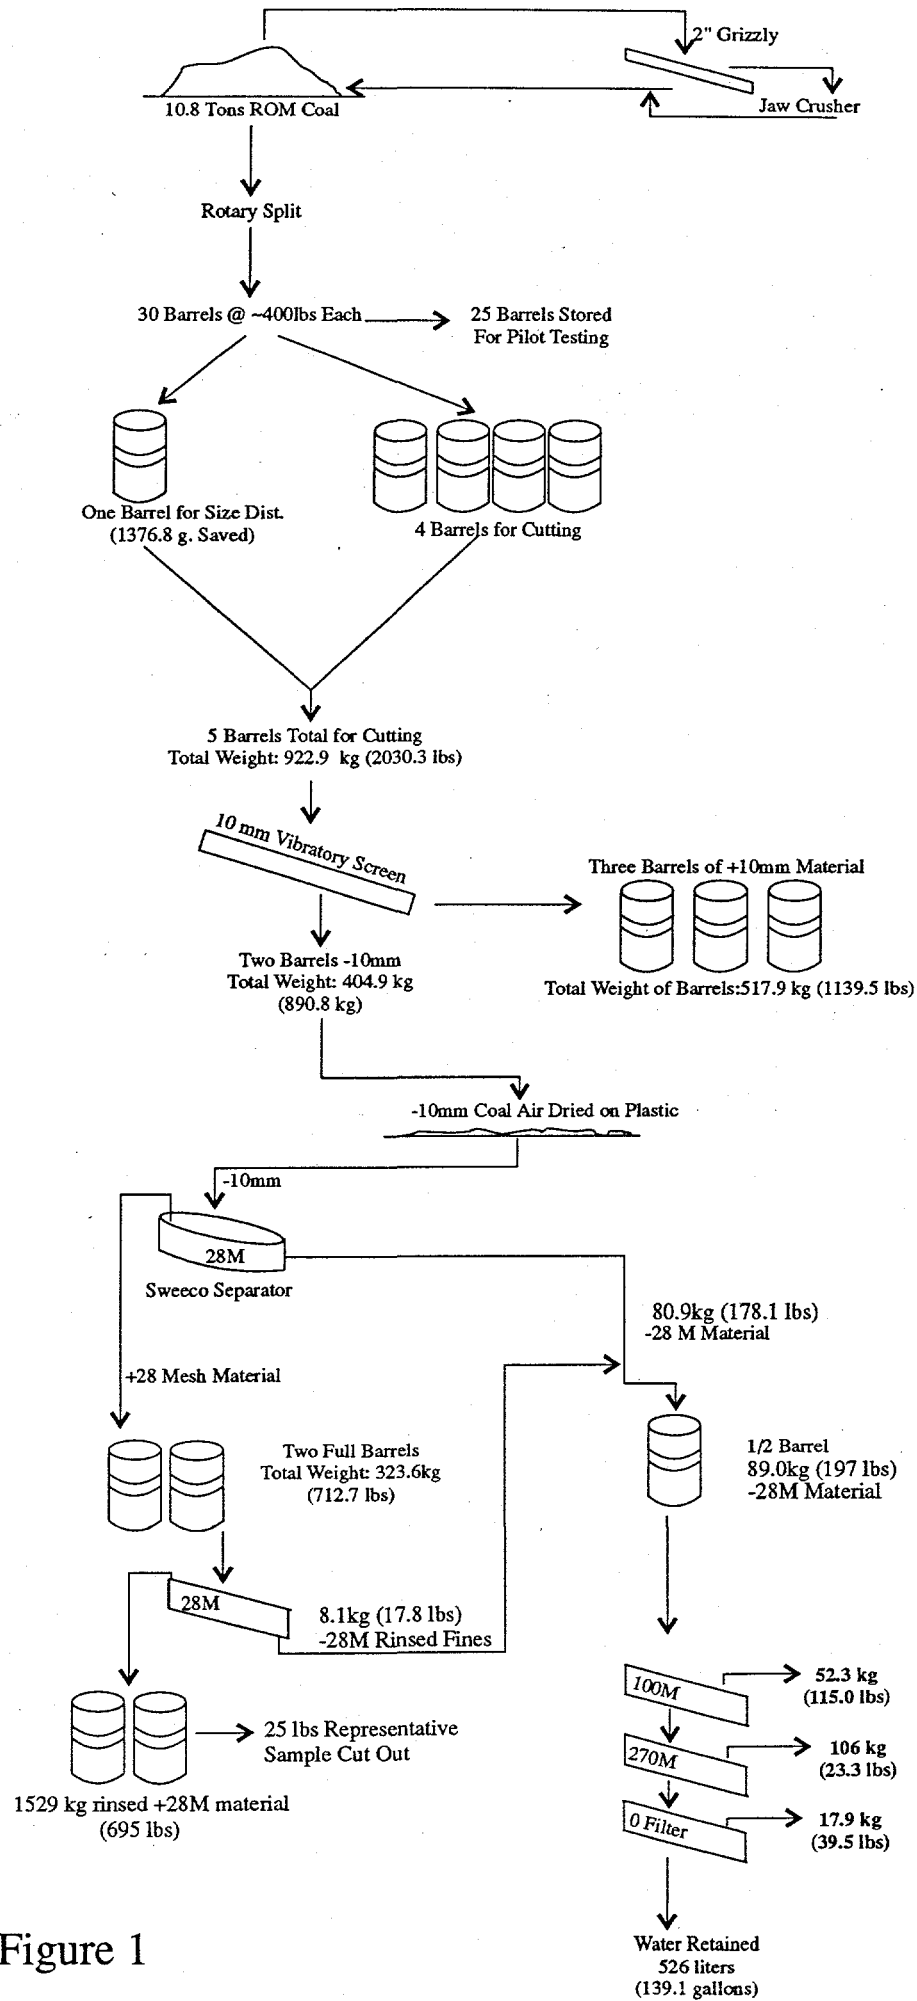 2" Grizzly
Jaw Crusher
10.8 Tons ROM Coal
Rotary Split
30 Barrels @ ~400lbs Each
25 Barrels Stored
For Pilot Testing
One Barrel for Size Dist.
(1376.8 g. Saved)
4 Barrels for Cutting
5 Barrels Total for Cutting
Total Weight: 922.9 kg (2030.3 lbs)
10 mm Vibratory Screen
Three Barrels of +10mm Material
Total Weight of Barrels:517.9 kg (1139.5 lbs)
Two Barrels -10mm
Total Weight: 404.9 kg
(890.8 kg)
-10mm Coal Air Dried on Plastic
-10mm
28M
Sweeco Separator
80.9kg (178.1 lbs)
-28 M Material
+28 Mesh Material
Two Full Barrels
Total Weight: 323.6kg
(712.7 lbs)
1/2 Barrel
89.0kg (197 lbs)
-28M Material
28M
8.1kg (17.8 lbs)
-28M Rinsed Fines
100M
52.3 kg
(115.0 lbs)
25 lbs Representative
Sample Cut Out
270M
106 kg
(23.3 lbs)
1529 kg rinsed +28M material
(695 lbs)
0 Filter
17.9 kg
(39.5 lbs)
Figure 1
Water Retained
526 liters
(139.1 gallons)